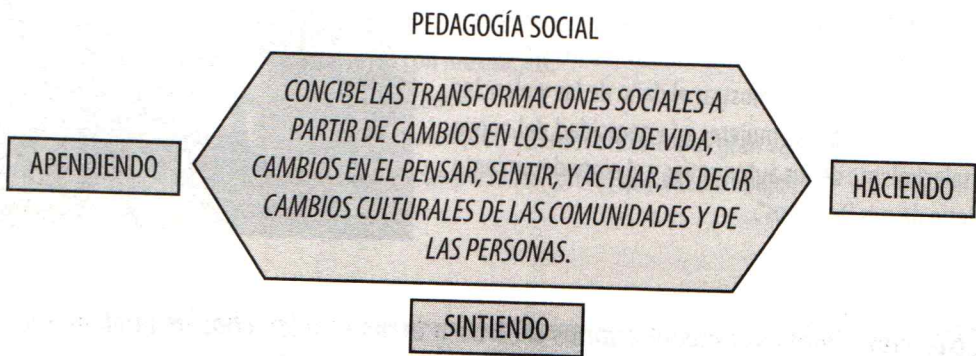 PEDAGOGÍA SOCIAL
CONCIBE LAS TRANSFORMACIONES SOCIALES A
PARTIR DE CAMBIOS EN LOS ESTILOS DE VIDA;
CAMBIOS EN EL PENSAR, SENTIR, Y ACTUAR, ES DECIR
CAMBIOS CULTURALES DE LAS COMUNIDADES Y DE
LAS PERSONAS.
APENDIENDO
HACIENDO
SINTIENDO